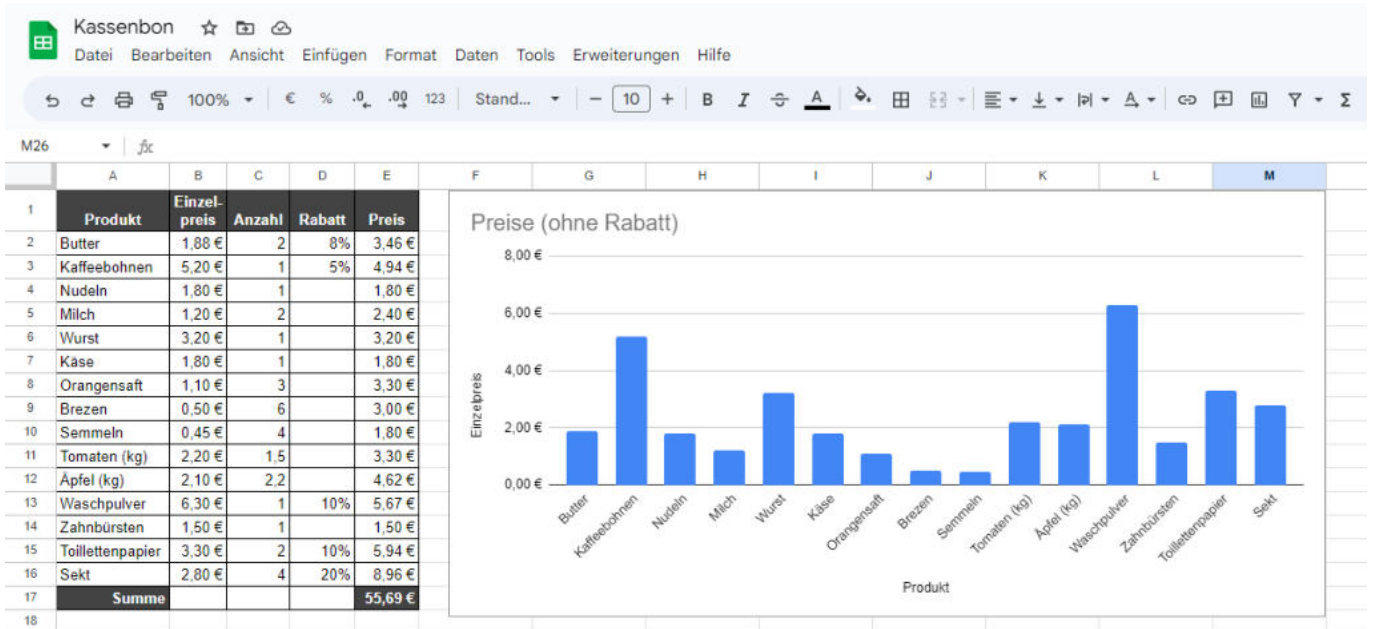 Kassenbon
Datei Bearbeiten Ansicht Einfügen Format Daten Tools Erweiterungen Hilfe
100% € % .0 .00 123 Stand... − 10 + B I A A Σ
M26 fx
A B C D E F G H I J K L M
1 Produkt Einzel-
preis Anzahl Rabatt Preis
2 Butter 1,88 € 2 8% 3,46 €
3 Kaffeebohnen 5,20 € 1 5% 4,94 €
4 Nudeln 1,80 € 1 1,80 €
5 Milch 1,20 € 2 2,40 €
6 Wurst 3,20 € 1 3,20 €
7 Käse 1,80 € 1 1,80 €
8 Orangensaft 1,10 € 3 3,30 €
9 Brezen 0,50 € 6 3,00 €
10 Semmeln 0,45 € 4 1,80 €
11 Tomaten (kg) 2,20 € 1,5 3,30 €
12 Äpfel (kg) 2,10 € 2,2 4,62 €
13 Waschpulver 6,30 € 1 10% 5,67 €
14 Zahnbürsten 1,50 € 1 1,50 €
15 Toillettenpapier 3,30 € 2 10% 5,94 €
16 Sekt 2,80 € 4 20% 8,96 €
17 Summe 55,69 €
18
Preise (ohne Rabatt)
8,00 €
6,00 €
4,00 €
2,00 €
0,00 €
Einzelpreis
Butter Kaffeebohnen Nudeln Milch Wurst Käse Orangensaft Brezen Semmeln Tomaten (kg) Äpfel (kg) Waschpulver Zahnbürsten Toillettenpapier Sekt
Produkt